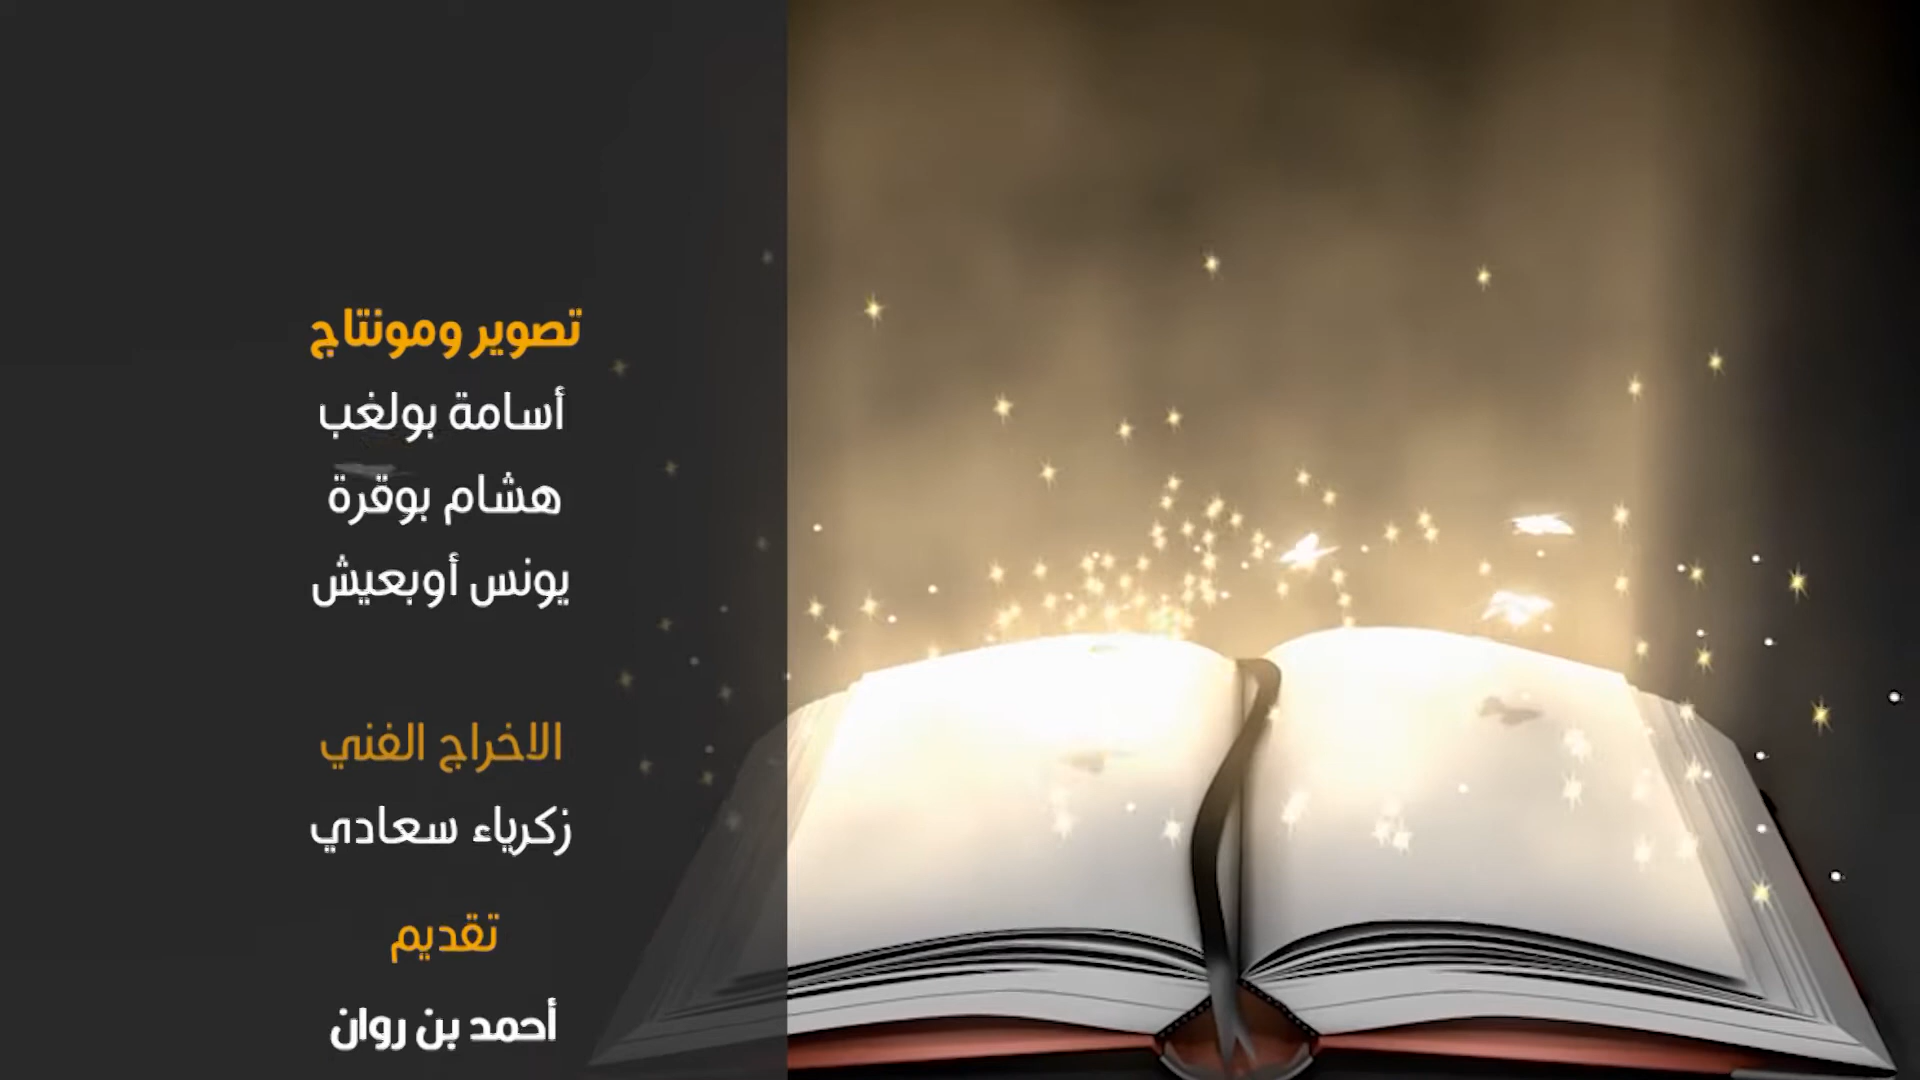 تصوير ومونتاج
أسامة بولغب
هشام بوقرة
يونس أوبعيش
الاخراج الفني
زكرياء سعادي
تقديم
أحمد بن روان